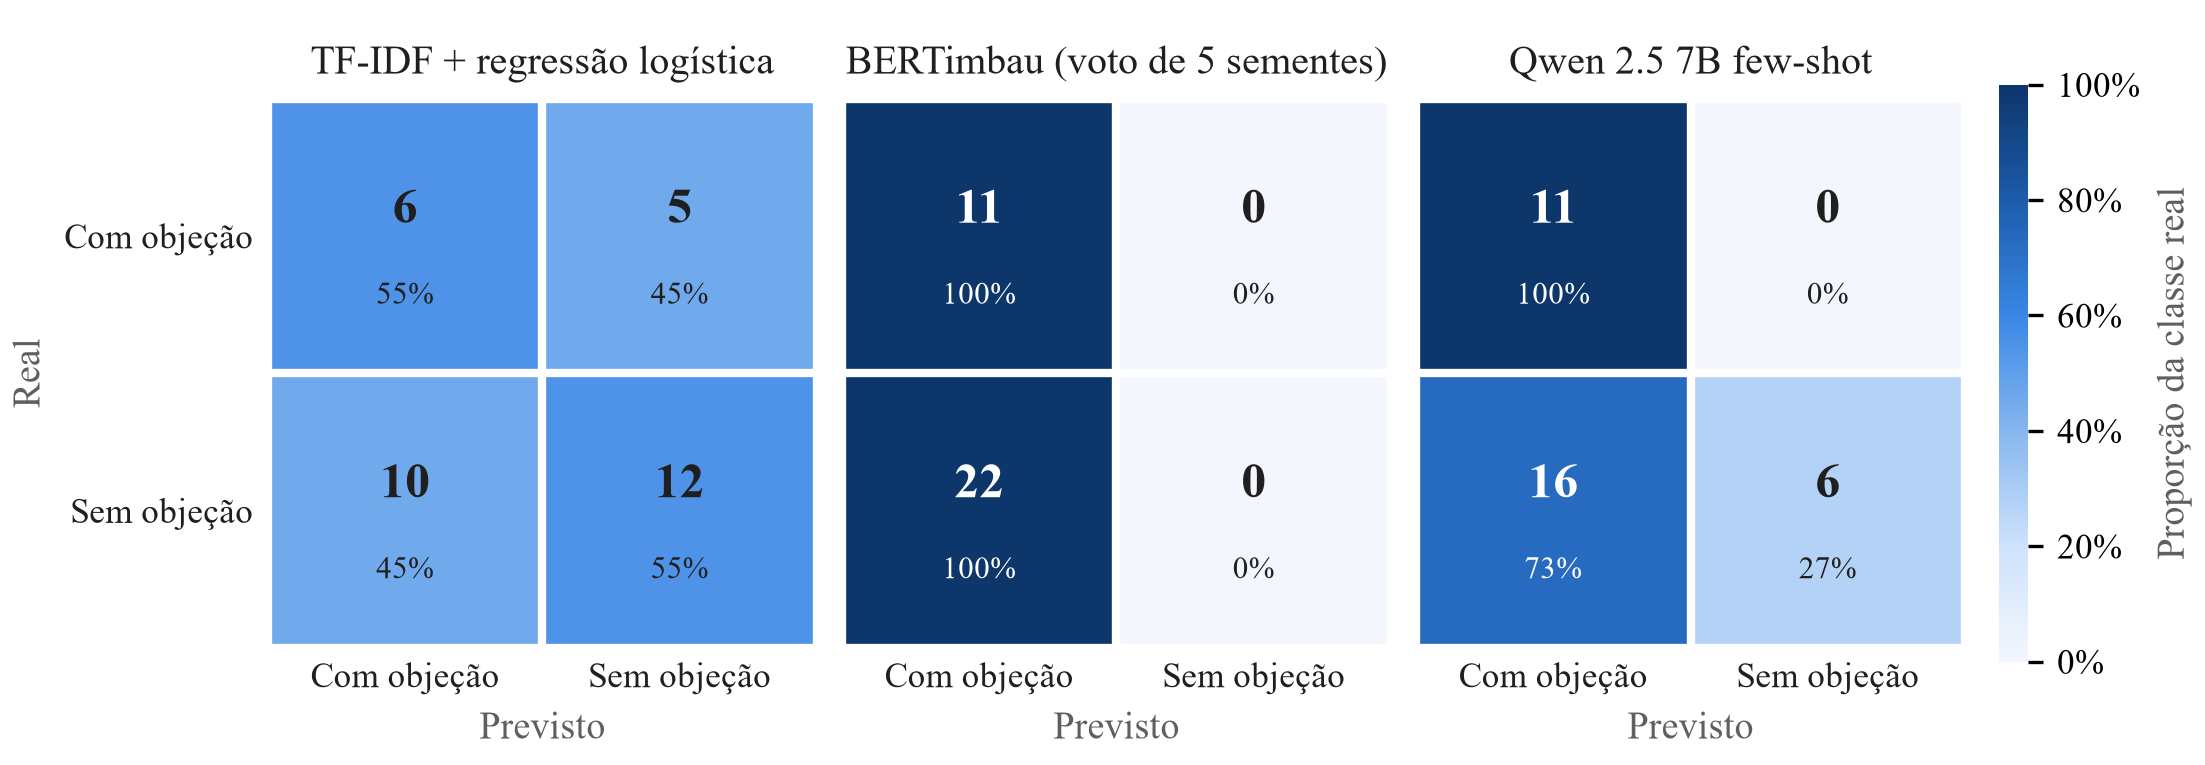 TF-IDF + regressão logística
BERTimbau (voto de 5 sementes)
Qwen 2.5 7B few-shot
Real
Com objeção
6
55%
5
45%
11
100%
0
0%
11
100%
0
0%
Sem objeção
10
45%
12
55%
22
100%
0
0%
16
73%
6
27%
Com objeção
Sem objeção
Com objeção
Sem objeção
Com objeção
Sem objeção
Previsto
Previsto
Previsto
100%
80%
60%
40%
20%
0%
Proporção da classe real